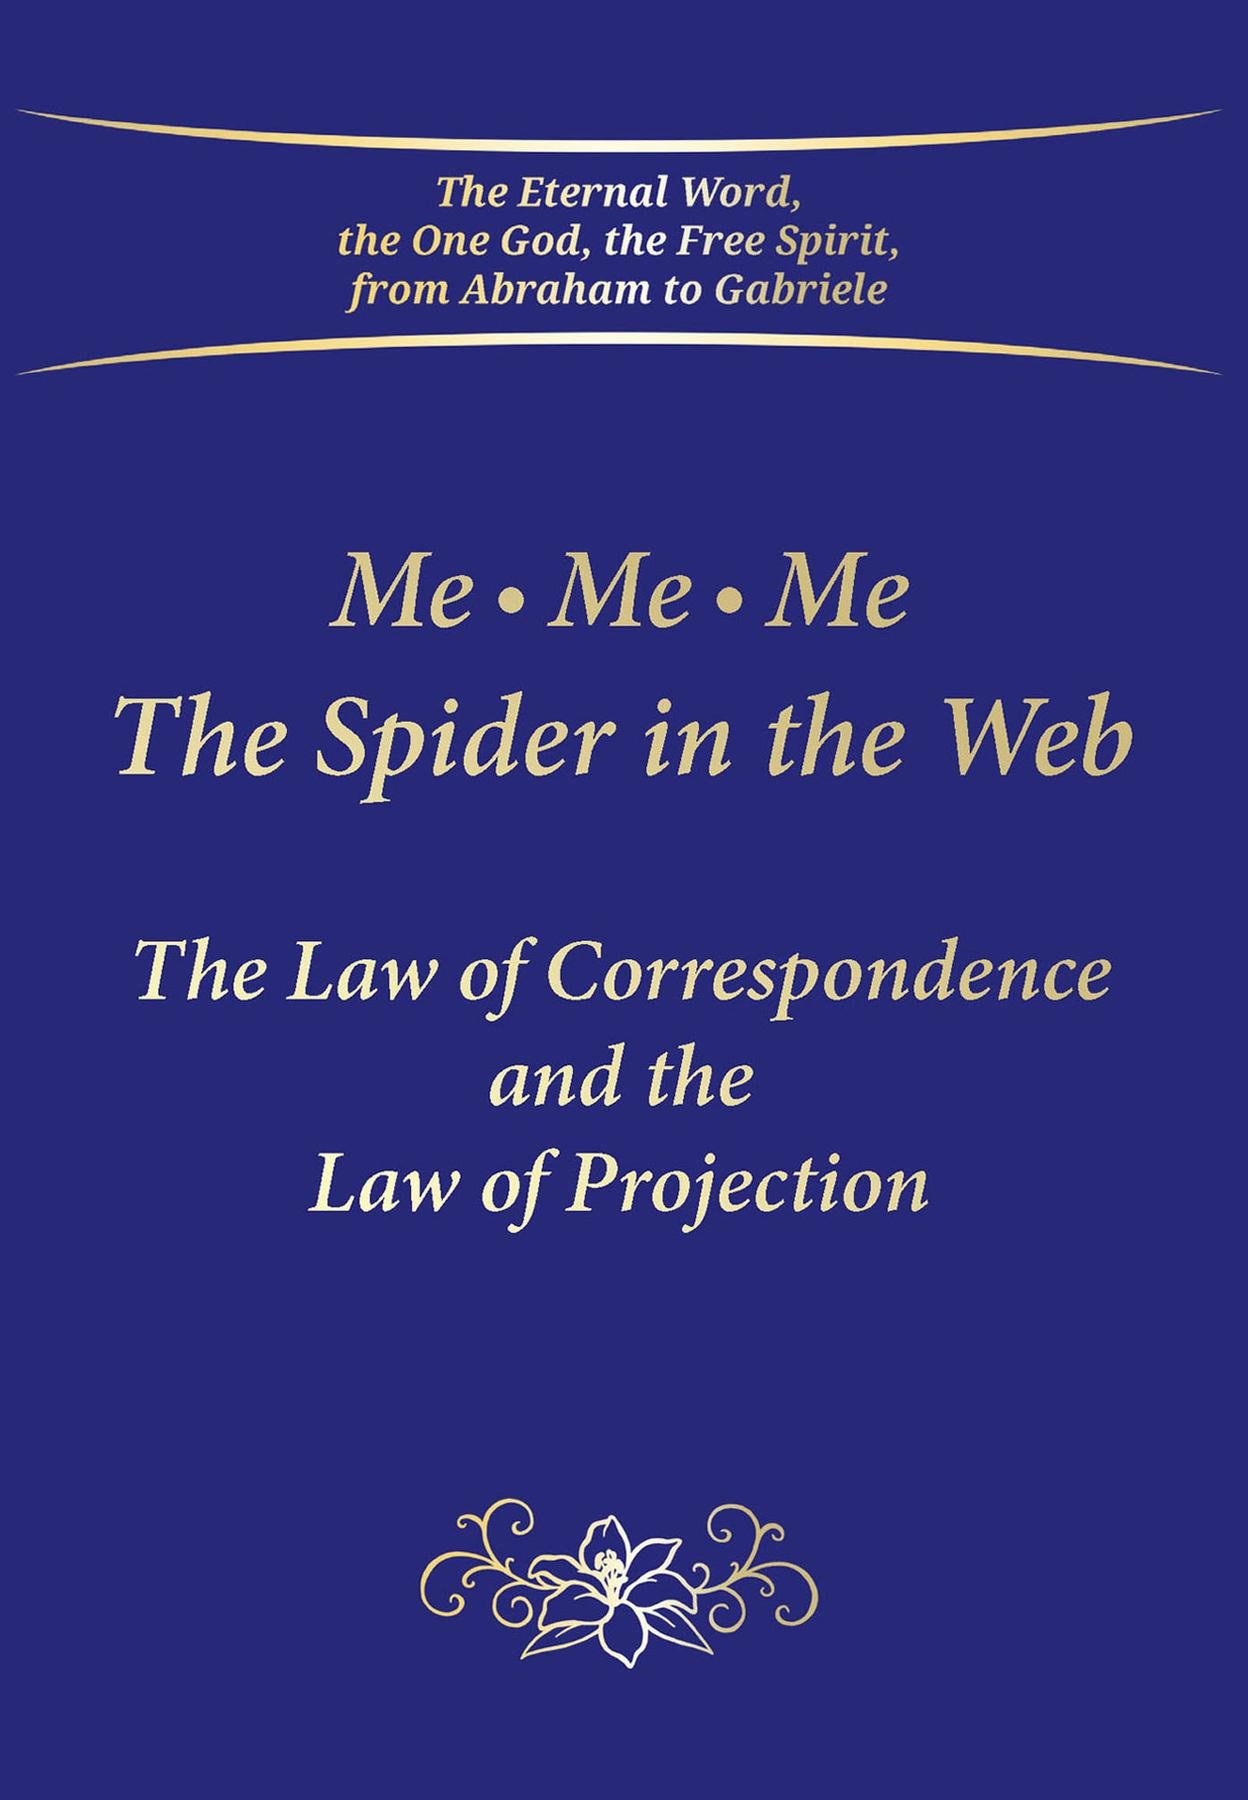 The Eternal Word,
the One God, the Free Spirit,
from Abraham to Gabriele
Me • Me • Me
The Spider in the Web
The Law of Correspondence
and the
Law of Projection